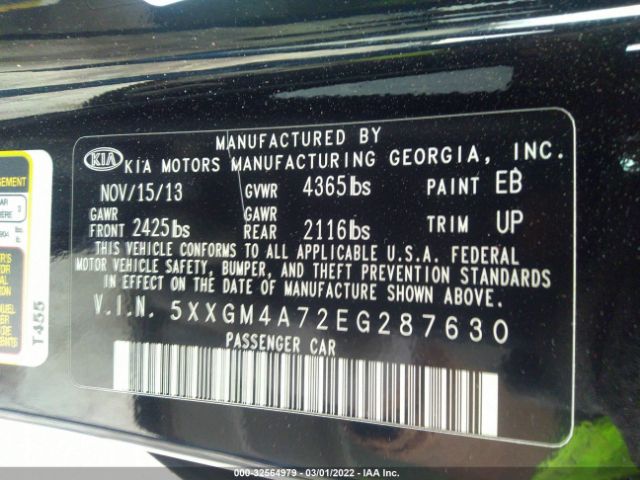 MANUFACTURED BY
KIA KIA MOTORS MANUFACTURING GEORGIA, INC.
NOV/15/13 GVWR 4365lbs PAINT EB
GAWR FRONT 2425lbs GAWR REAR 2116lbs TRIM UP
THIS VEHICLE CONFORMS TO ALL APPLICABLE U.S.A. FEDERAL
MOTOR VEHICLE SAFETY, BUMPER, AND THEFT PREVENTION STANDARDS
IN EFFECT ON THE DATE OF MANUFACTURE SHOWN ABOVE.
V.I.N. 5XXGM4A72EG287630
PASSENGER CAR
T455
000-32564979 - 03/01/2022 - IAA Inc.